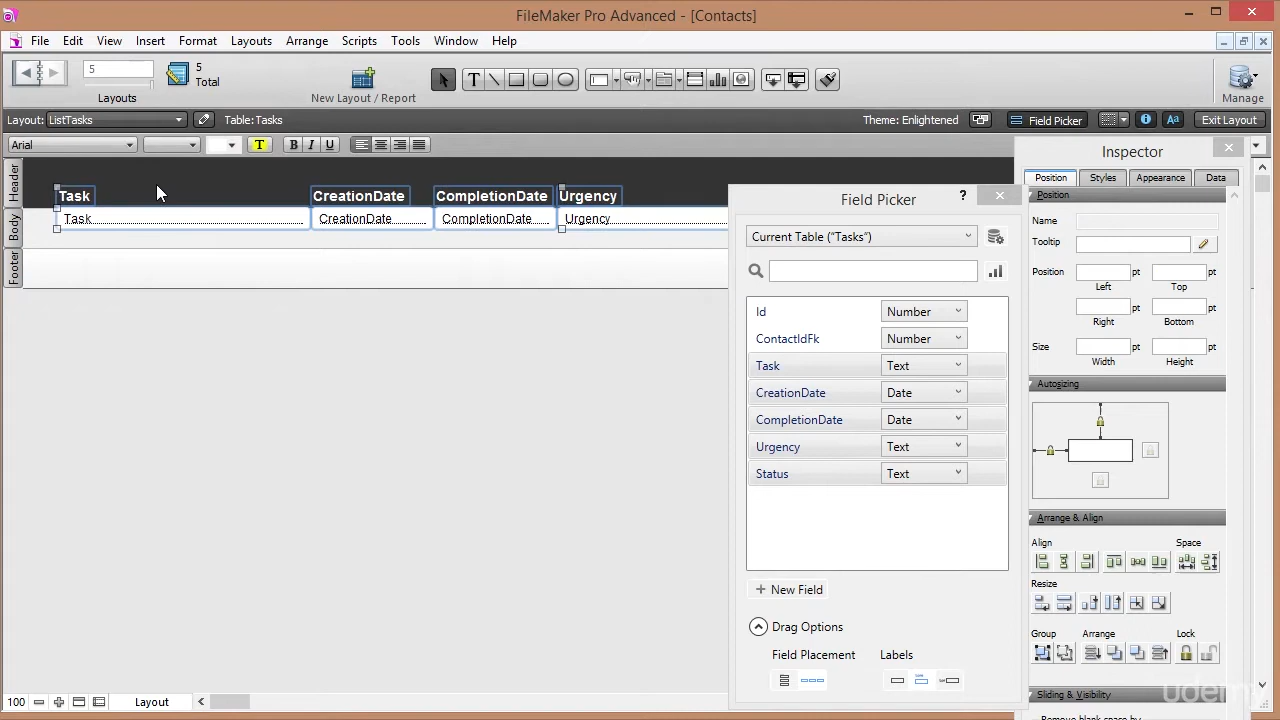 FileMaker Pro Advanced - [Contacts]
File Edit View Insert Format Layouts Arrange Scripts Tools Window Help
5
5
Total
Layouts
New Layout / Report
T
Manage
Layout: ListTasks
Table: Tasks
Theme: Enlightened
Field Picker
Aa
Exit Layout
Arial
T
B I U
Inspector
Position Styles Appearance Data
Header
Body
Footer
Task CreationDate CompletionDate Urgency
Task CreationDate CompletionDate Urgency
Field Picker
?
Current Table (“Tasks”)
Id Number
ContactIdFk Number
Task Text
CreationDate Date
CompletionDate Date
Urgency Text
Status Text
+ New Field
Drag Options
Field Placement Labels
Position
Name
Tooltip
Position pt pt
Left Top
pt pt
Right Bottom
Size pt pt
Width Height
Autosizing
Arrange & Align
Align Space
Resize
Group Arrange Lock
Sliding & Visibility
Remove blank space by
100 Layout
udemy